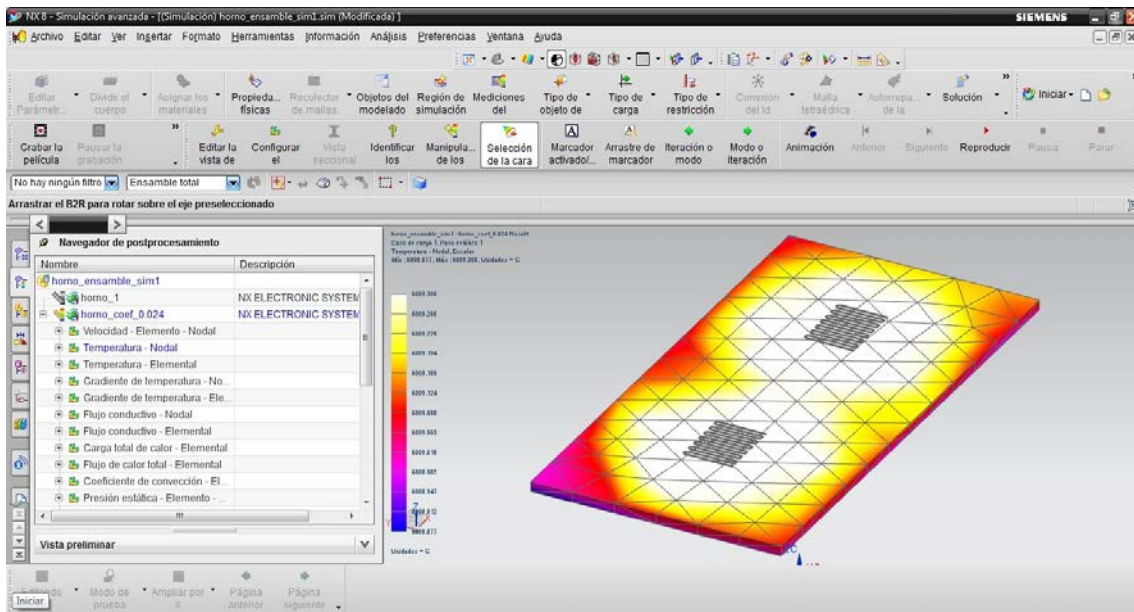 NX 8 - Simulación avanzada - [(Simulación) horno_ensamble_sim1.sim (Modificada) ]
SIEMENS
Archivo Editar Ver Insertar Formato Herramientas Información Análisis Preferencias Ventana Ayuda
Editar Parámetr...
Dividir el cuerpo
Asignar los materiales
Propieda... físicas
Recolector de mallas
Objetos del modelado
Región de simulación
Mediciones del
Tipo de objeto de
Tipo de carga
Tipo de restricción
Conexión del Id
Malla tetraédrica
Autorrepa... de la
Solución
Iniciar
Grabar la película
Pausar la grabación
Editar la vista de
Configurar el
Vista seccional
Identificar los
Manipula... de los
Selección de la cara
Marcador activado/...
Arrastre de marcador
Iteración o modo
Modo o iteración
Animación
Anterior
Siguiente
Reproducir
Pausa
Parar
No hay ningún filtro
Ensamble total
Arrastrar el B2R para rotar sobre el eje preseleccionado
Navegador de postprocesamiento
Nombre Descripción
horno_ensamble_sim1
horno_1 NX ELECTRONIC SYSTEM
horno_coef_0.024 NX ELECTRONIC SYSTEM
Velocidad - Elemento - Nodal
Temperatura - Nodal
Temperatura - Elemental
Gradiente de temperatura - No...
Gradiente de temperatura - Ele...
Flujo conductivo - Nodal
Flujo conductivo - Elemental
Carga total de calor - Elemental
Flujo de calor total - Elemental
Coeficiente de convección - El...
Presión estática - Elemento - ...
Vista preliminar
horno_ensamble_sim1 : horno_coef_0.024 Result
Temperatura - Nodal, Escalar
Unidades = C
Modo de prueba
Ampliar por X
Página anterior
Página siguiente
Iniciar